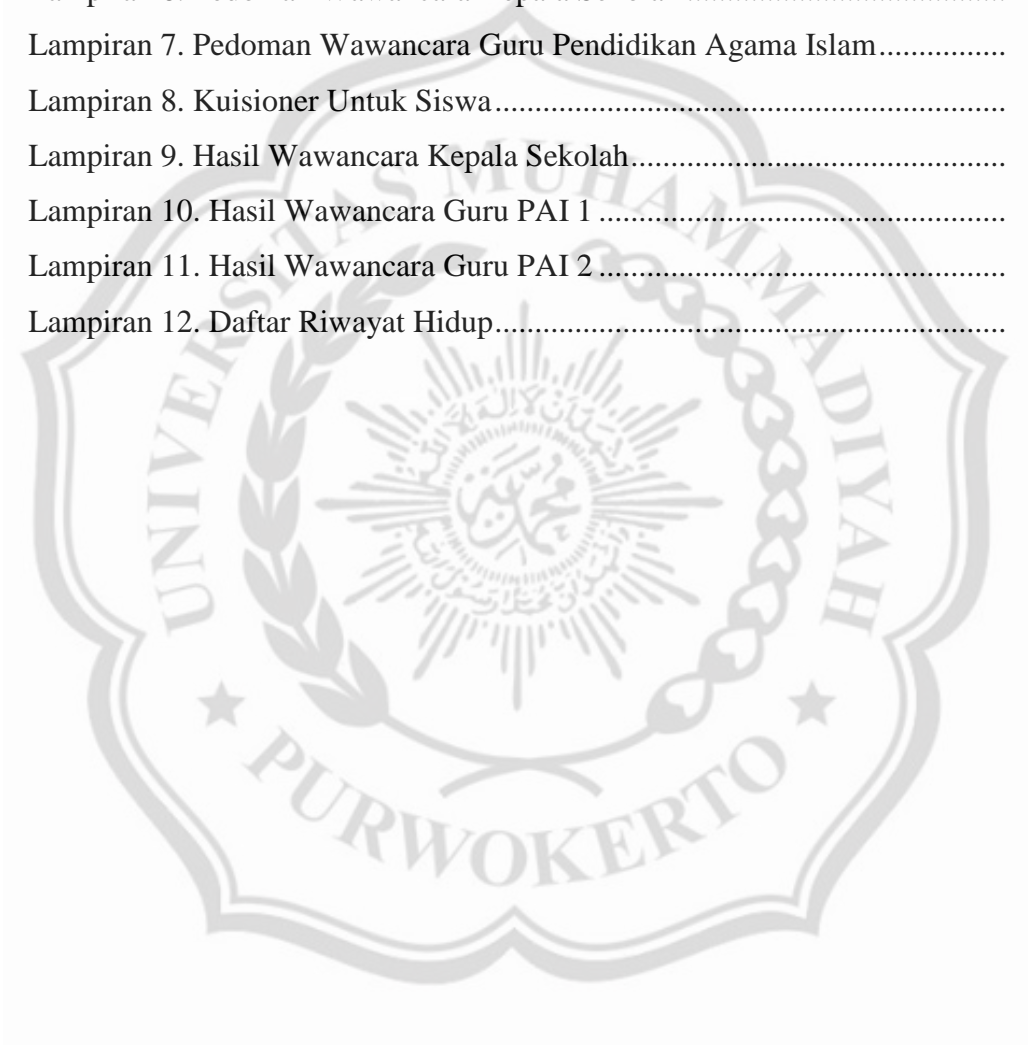 Lampiran 7. Pedoman Wawancara Guru Pendidikan Agama Islam................
Lampiran 8. Kuisioner Untuk Siswa................................................................
Lampiran 9. Hasil Wawancara Kepala Sekolah...............................................
Lampiran 10. Hasil Wawancara Guru PAI 1 ...................................................
Lampiran 11. Hasil Wawancara Guru PAI 2 ...................................................
Lampiran 12. Daftar Riwayat Hidup................................................................
UNIVERSITAS MUHAMMADIYAH
PURWOKERTO